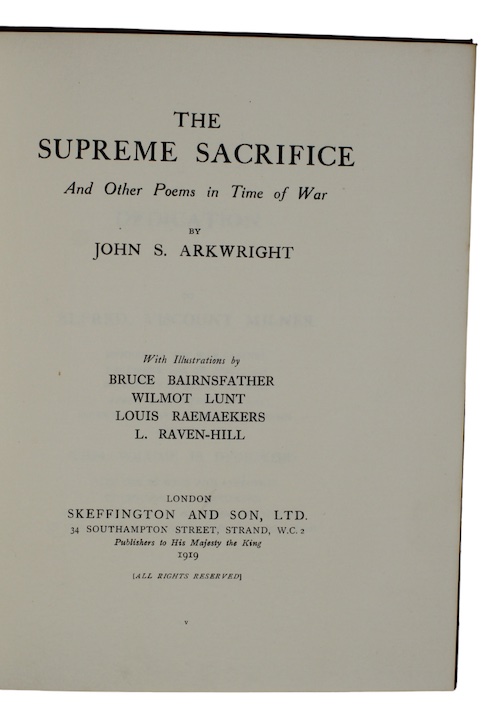 THE
SUPREME SACRIFICE
And Other Poems in Time of War
BY
JOHN S. ARKWRIGHT
With Illustrations by
BRUCE BAIRNSFATHER
WILMOT LUNT
LOUIS RAEMAEKERS
L. RAVEN-HILL
LONDON
SKEFFINGTON AND SON, LTD.
34 SOUTHAMPTON STREET, STRAND, W.C. 2
Publishers to His Majesty the King
1919
[ALL RIGHTS RESERVED]
v